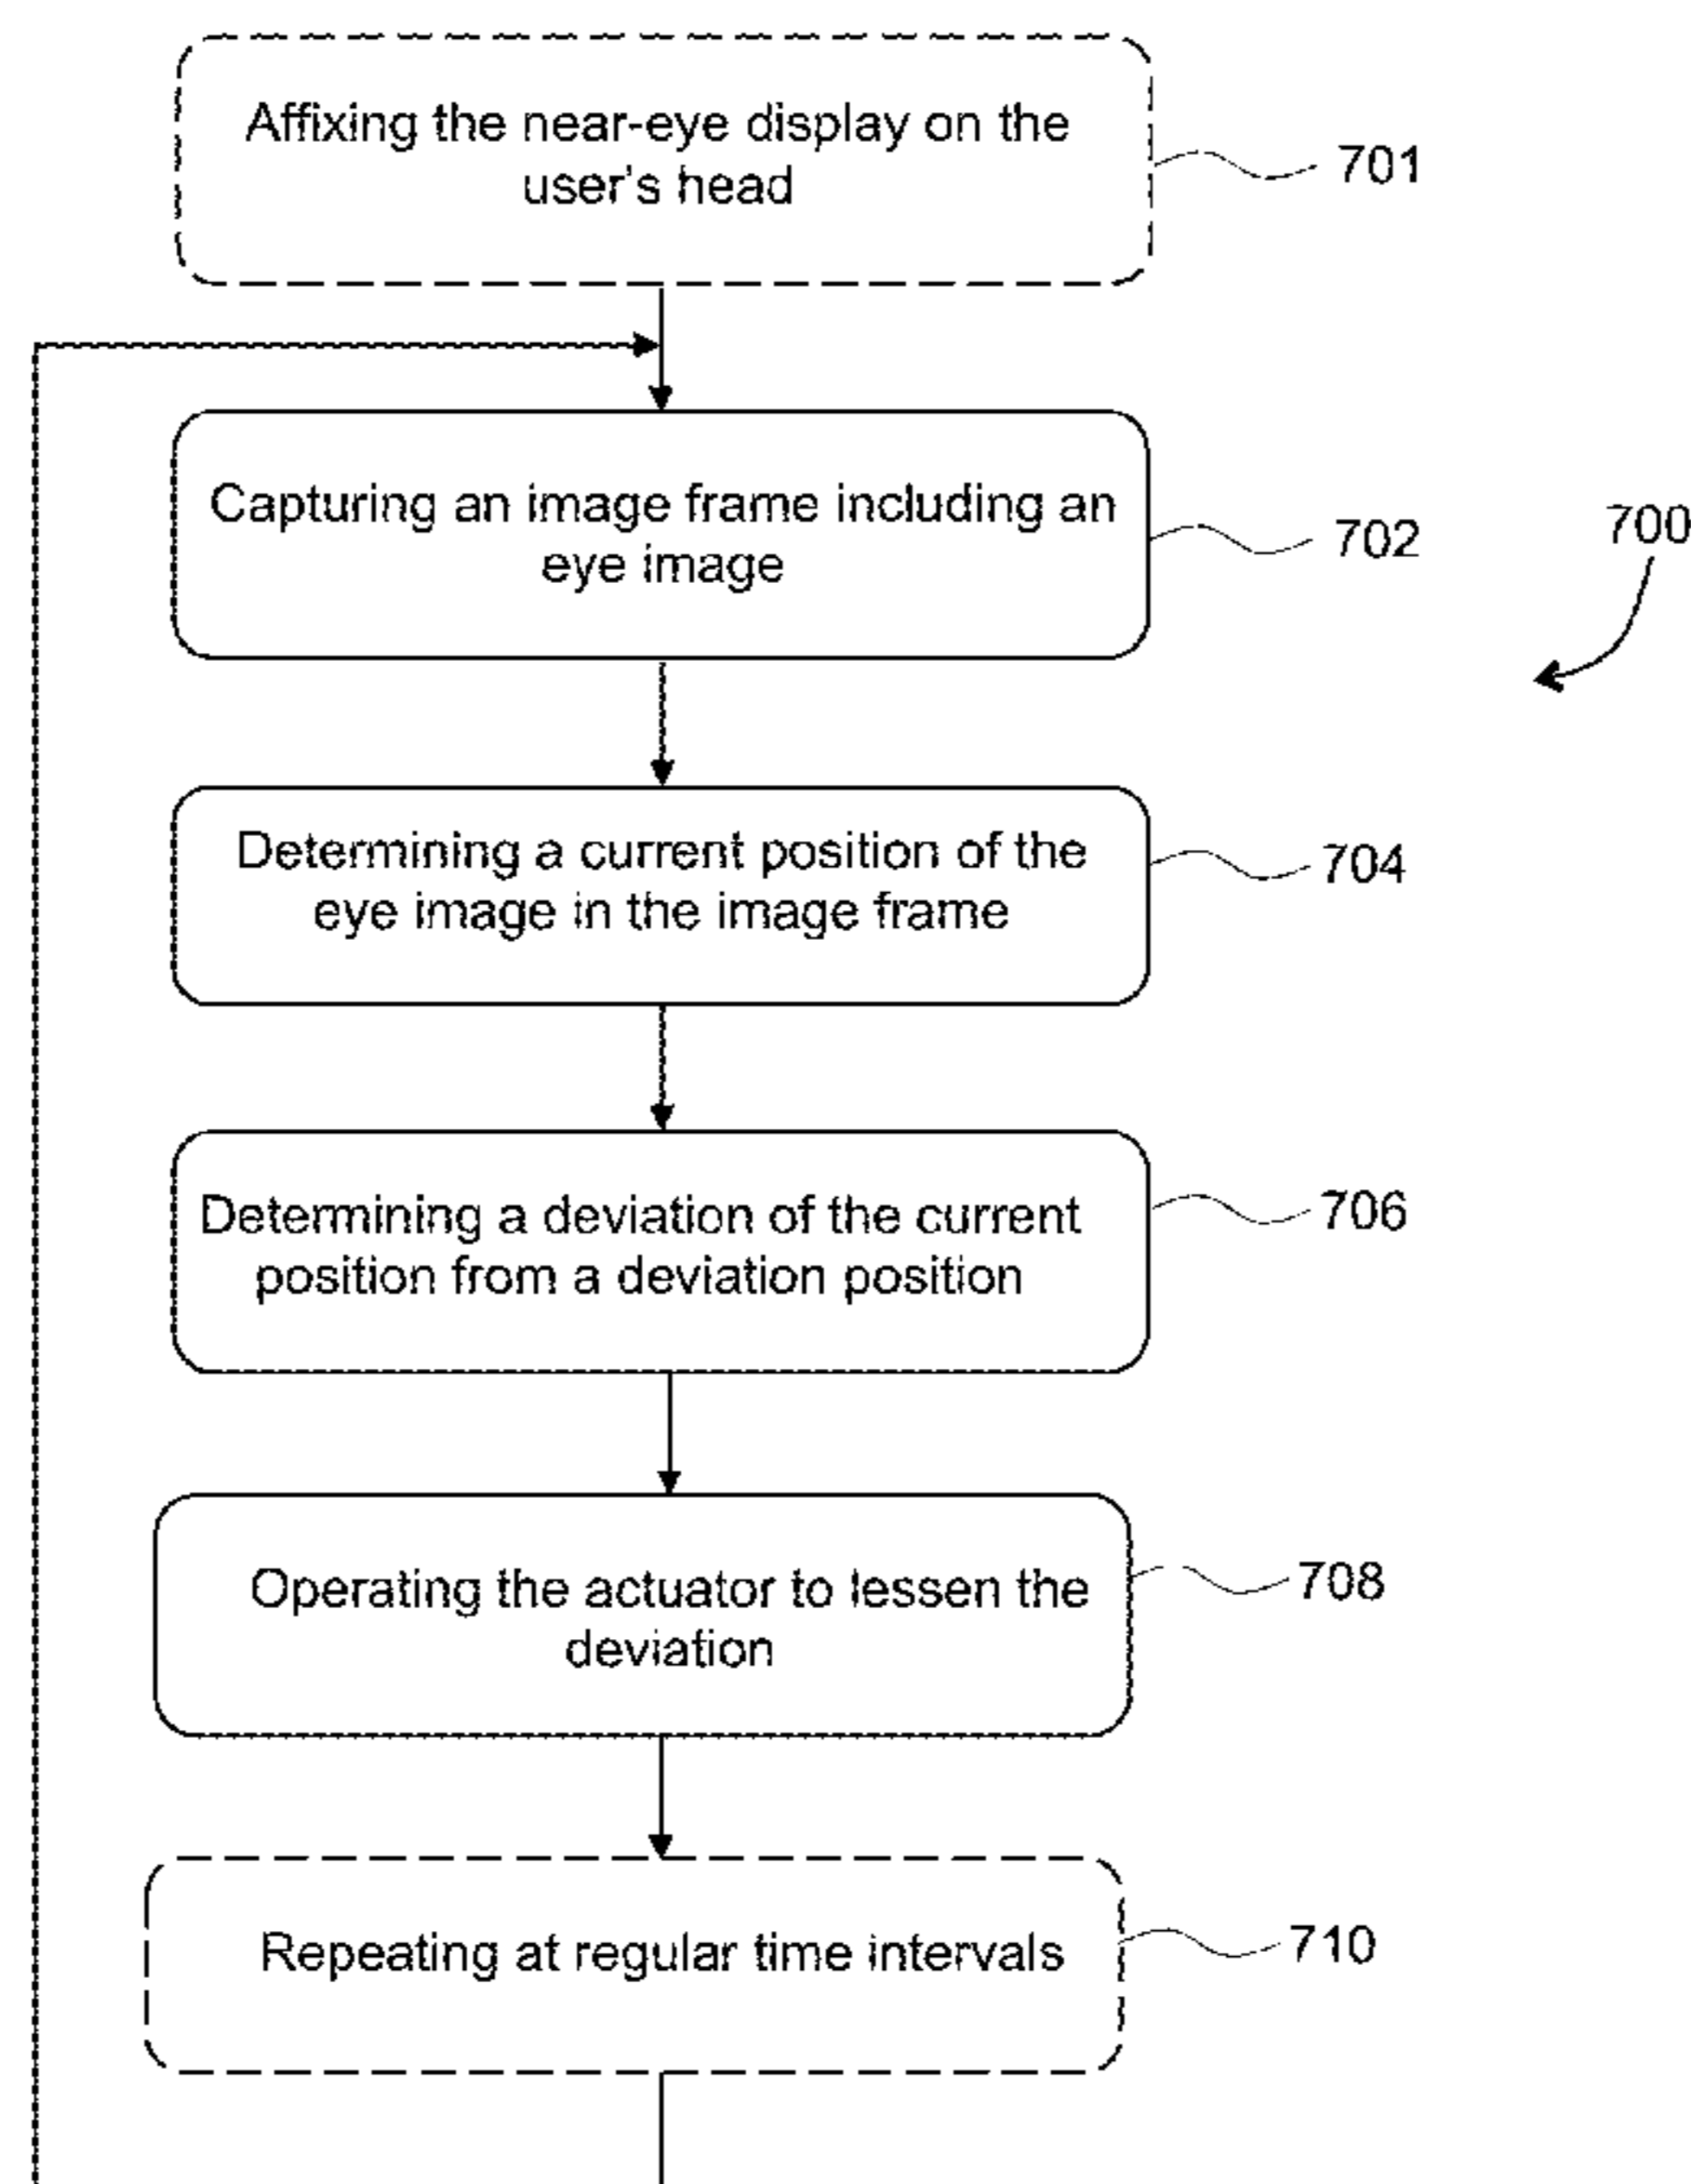 Affixing the near-eye display on the
user's head
701
Capturing an image frame including an
eye image
702
700
Determining a current position of the
eye image in the image frame
704
Determining a deviation of the current
position from a deviation position
706
Operating the actuator to lessen the
deviation
708
Repeating at regular time intervals
710